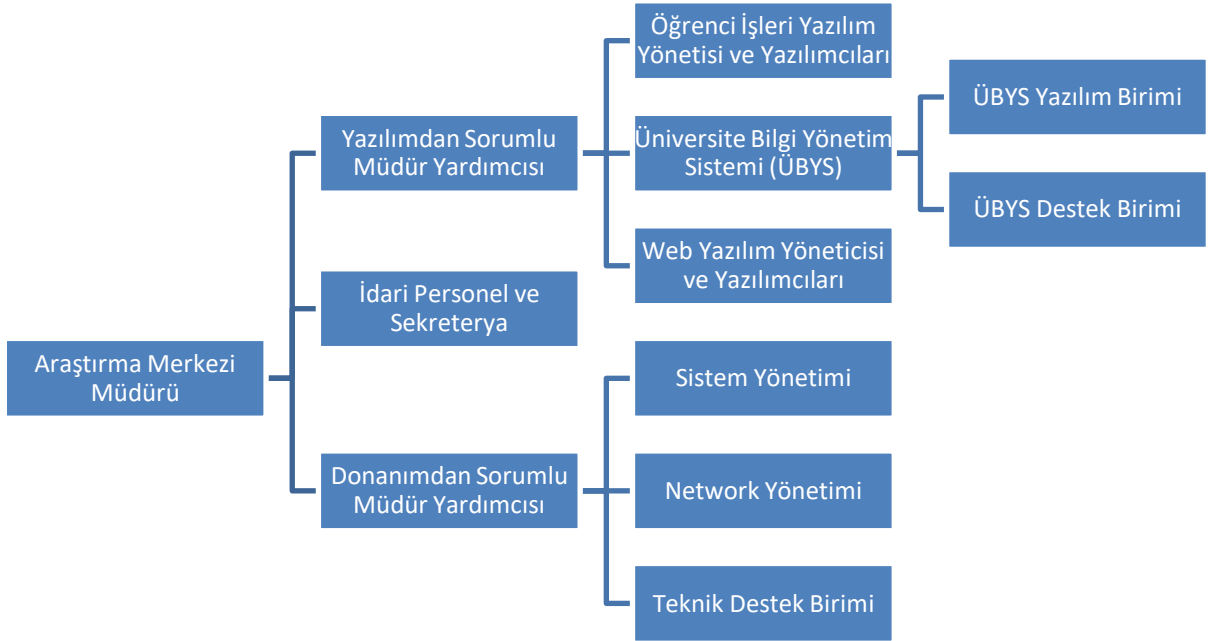 Araştırma Merkezi
Müdürü
Yazılımdan Sorumlu
Müdür Yardımcısı
Öğrenci İşleri Yazılım
Yönetisi ve Yazılımcıları
Üniversite Bilgi Yönetim
Sistemi (ÜBYS)
ÜBYS Yazılım Birimi
ÜBYS Destek Birimi
Web Yazılım Yöneticisi
ve Yazılımcıları
İdari Personel ve
Sekreterya
Donanımdan Sorumlu
Müdür Yardımcısı
Sistem Yönetimi
Network Yönetimi
Teknik Destek Birimi